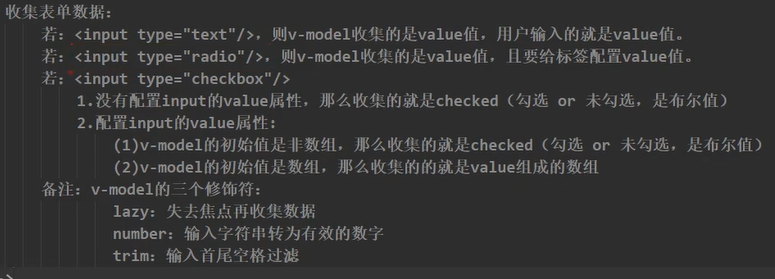 收集表单数据:
若: <input type="text"/>, 则v-model收集的是value值, 用户输入的就是value值。
若: <input type="radio"/>, 则v-model收集的是value值, 且要给标签配置value值。
若: <input type="checkbox"/>
1.没有配置input的value属性, 那么收集的就是checked (勾选 or 未勾选, 是布尔值)
2.配置input的value属性:
(1)v-model的初始值是非数组, 那么收集的就是checked (勾选 or 未勾选, 是布尔值)
(2)v-model的初始值是数组, 那么收集的的就是value组成的数组
备注: v-model的三个修饰符:
lazy: 失去焦点再收集数据
number: 输入字符串转为有效的数字
trim: 输入首尾空格过滤